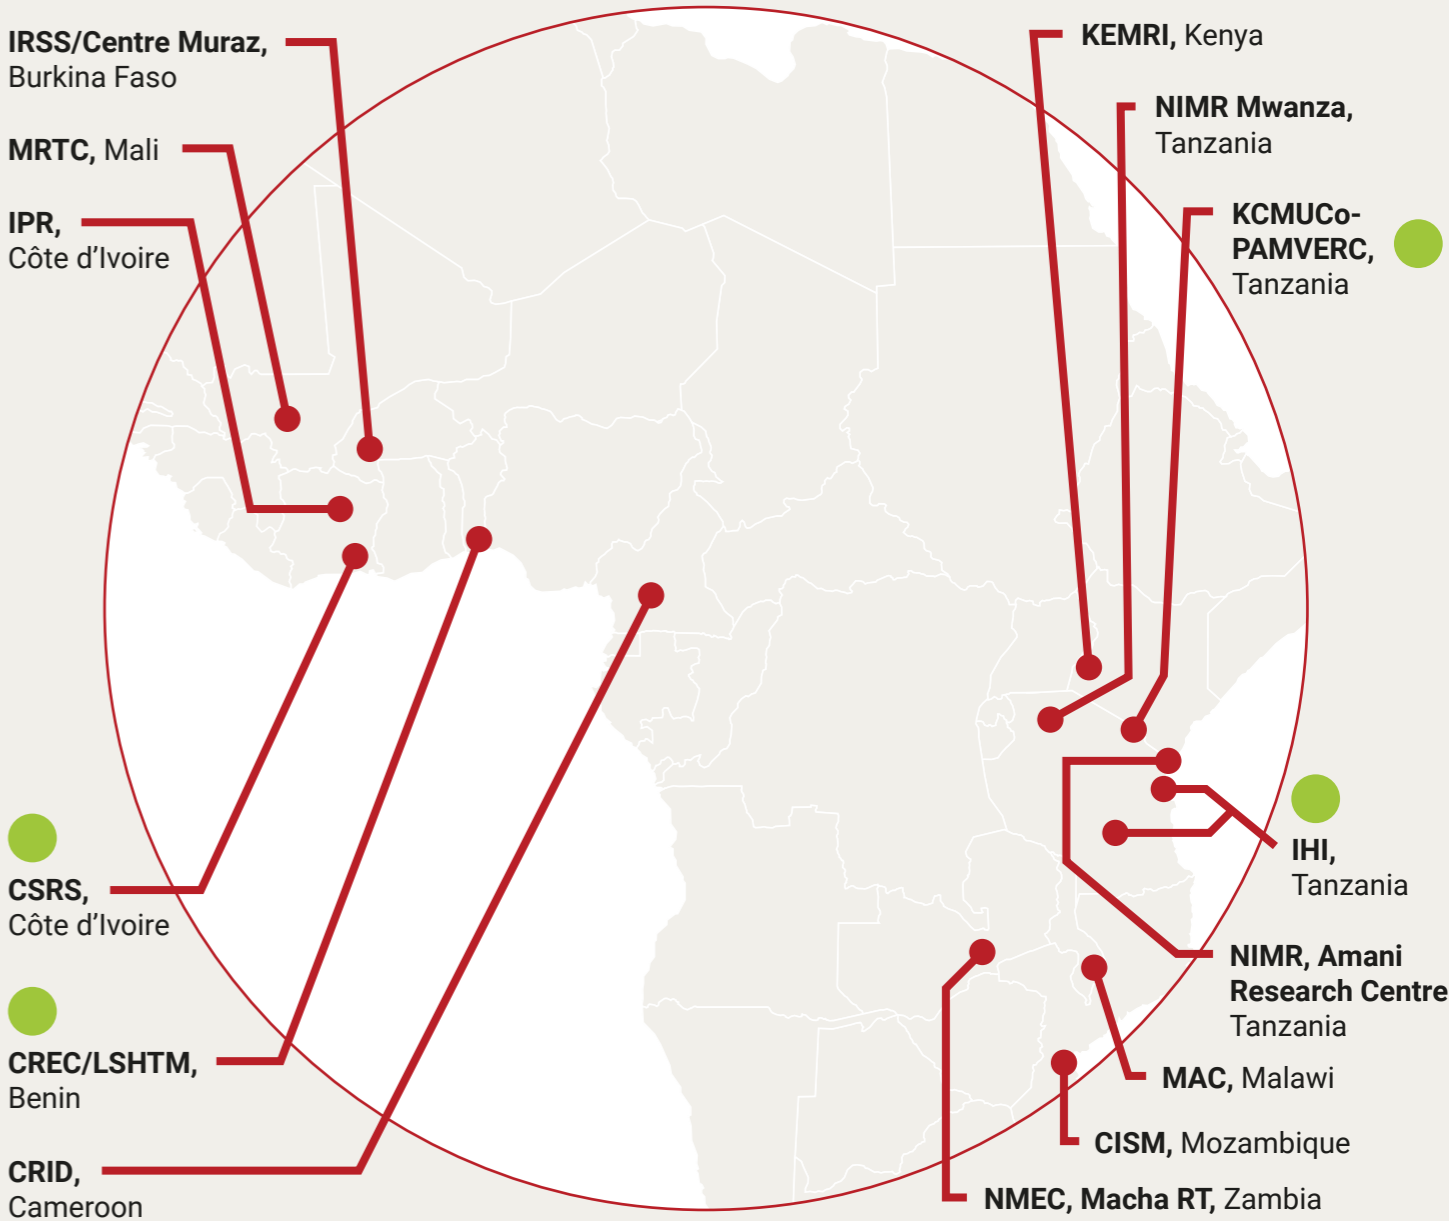 IRSS/Centre Muraz,
Burkina Faso
MRTC, Mali
IPR,
Côte d’Ivoire
CSRS,
Côte d’Ivoire
CREC/LSHTM,
Benin
CRID,
Cameroon
KEMRI, Kenya
NIMR Mwanza,
Tanzania
KCMUCo-
PAMVERC,
Tanzania
IHI,
Tanzania
NIMR, Amani
Research Centre
Tanzania
MAC, Malawi
CISM, Mozambique
NMEC, Macha RT, Zambia